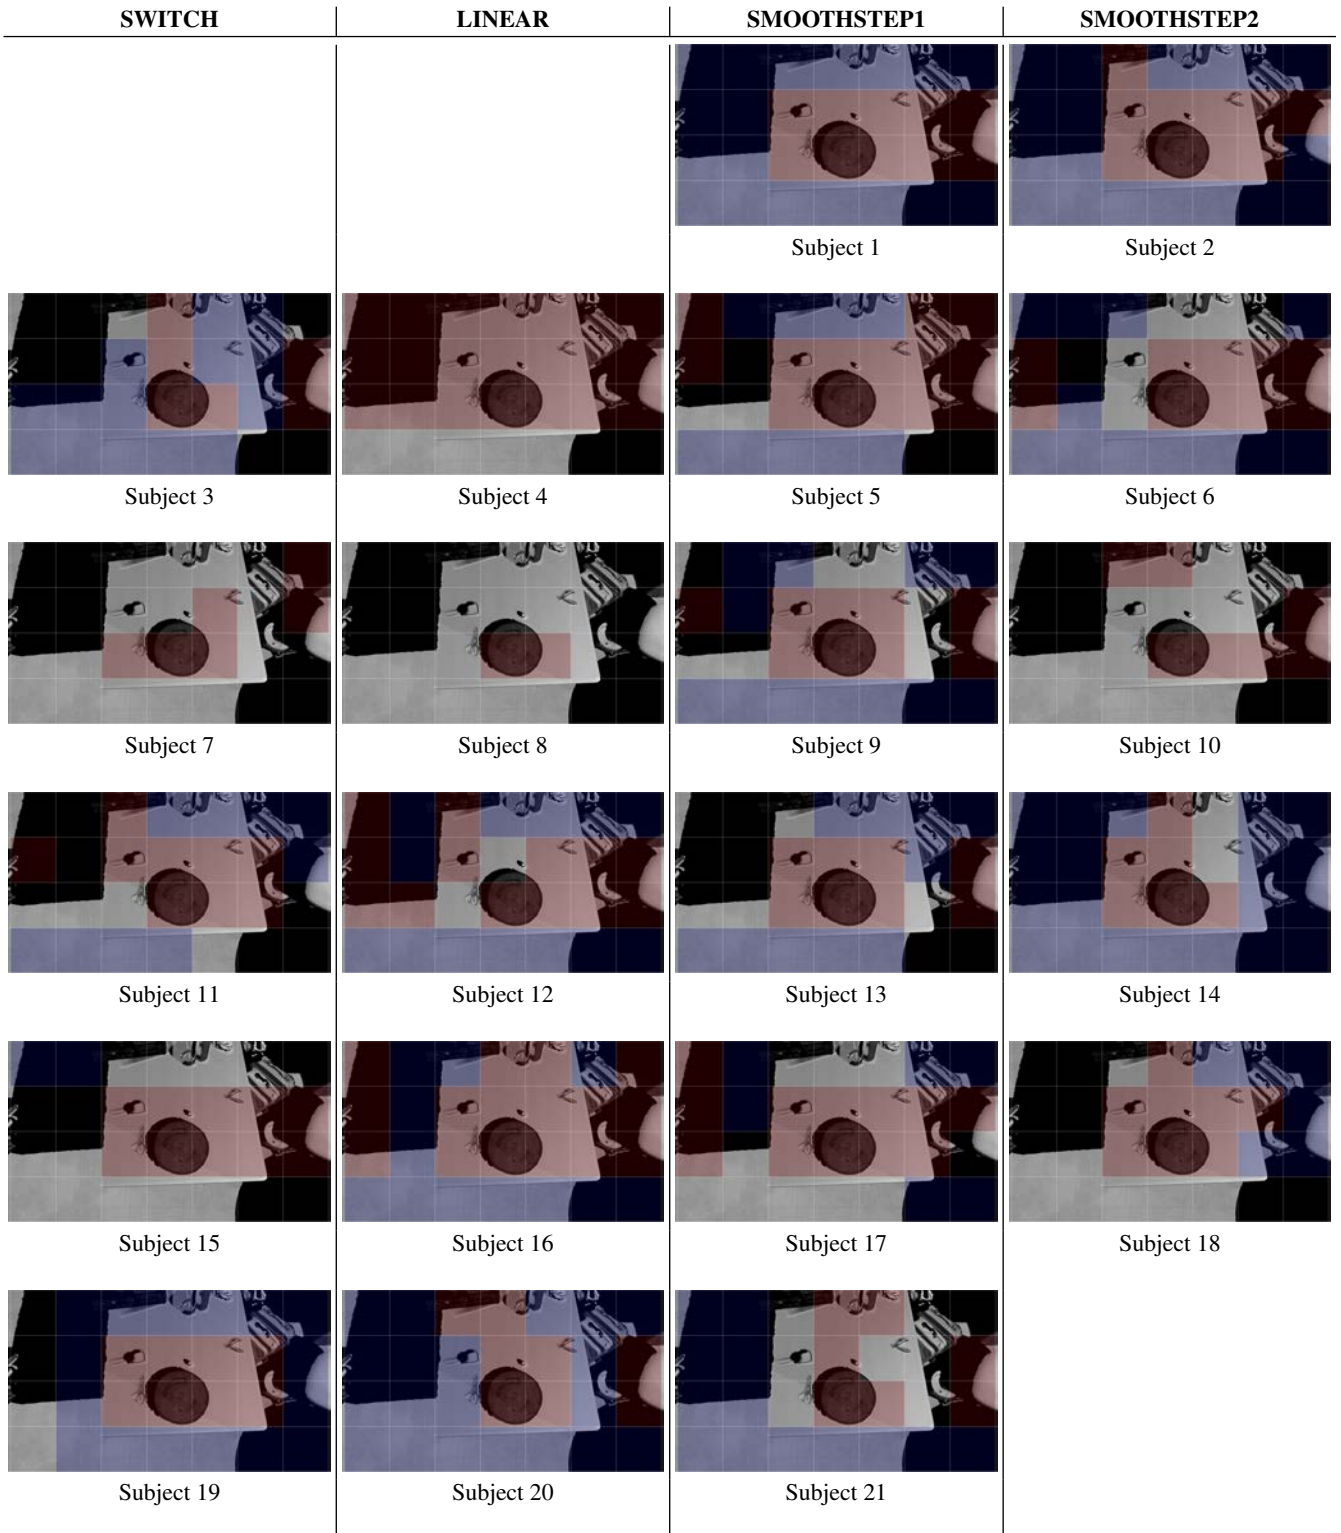 SWITCH LINEAR SMOOTHSTEP1 SMOOTHSTEP2
Subject 1 Subject 2
Subject 3 Subject 4 Subject 5 Subject 6
Subject 7 Subject 8 Subject 9 Subject 10
Subject 11 Subject 12 Subject 13 Subject 14
Subject 15 Subject 16 Subject 17 Subject 18
Subject 19 Subject 20 Subject 21